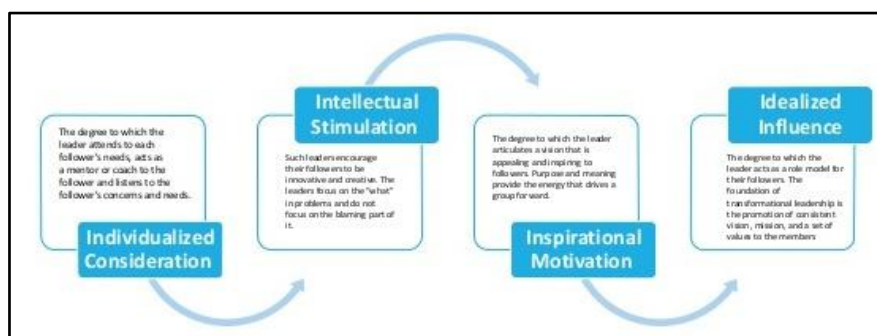 The degree to which the
leader attends to each
follower's needs, acts as
a mentor or coach to the
follower and listens to the
follower's concerns and needs.
Individualized
Consideration
Intellectual
Stimulation
Such leaders encourage
their followers to be
innovative and creative. The
leaders focus on the "what"
in problems and do not
focus on the blaming part of
it.
The degree to which the leader
articulates a vision that is
appealing and inspiring to
followers. Purpose and meaning
provide the energy that drives a
group forward.
Inspirational
Motivation
Idealized
Influence
The degree to which the
leader acts as a role model for
their followers. The
foundation of
transformational leadership is
the promotion of consistent
vision, mission, and a set of
values to the members